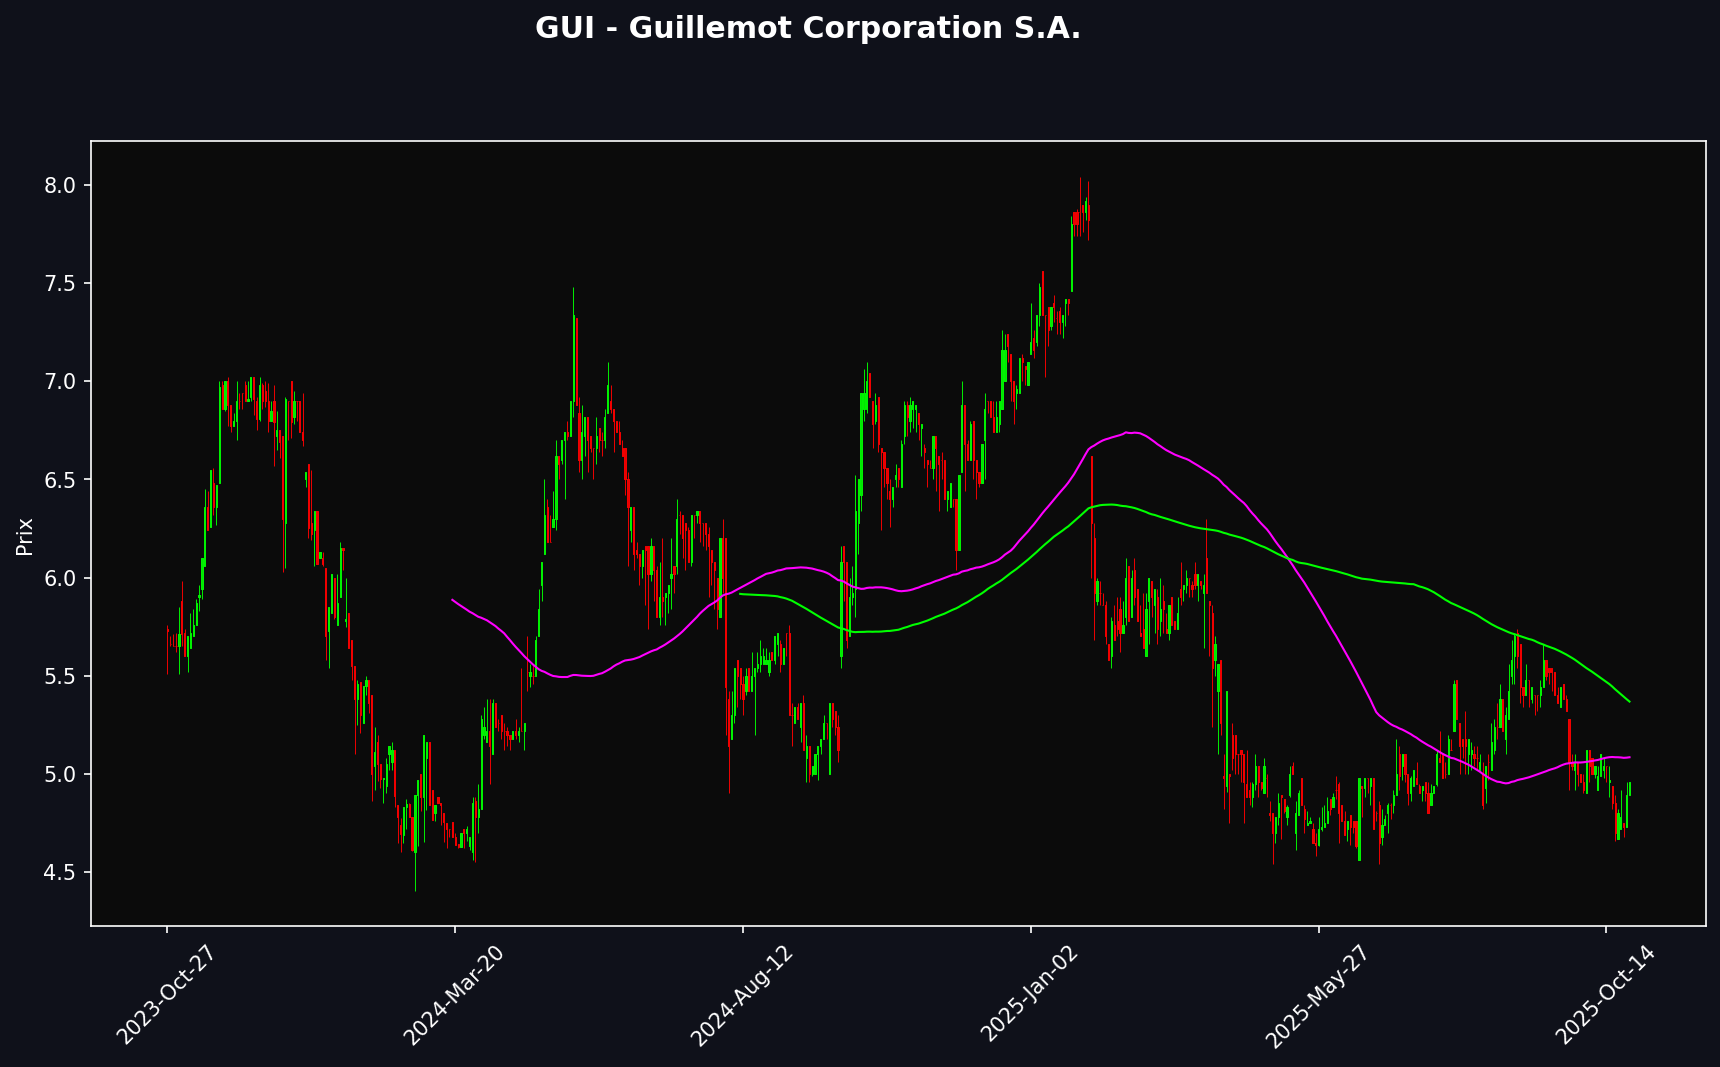 GUI - Guillemot Corporation S.A.
Prix
8.0
7.5
7.0
6.5
6.0
5.5
5.0
4.5
2023-Oct-27
2024-Mar-20
2024-Aug-12
2025-Jan-02
2025-May-27
2025-Oct-14